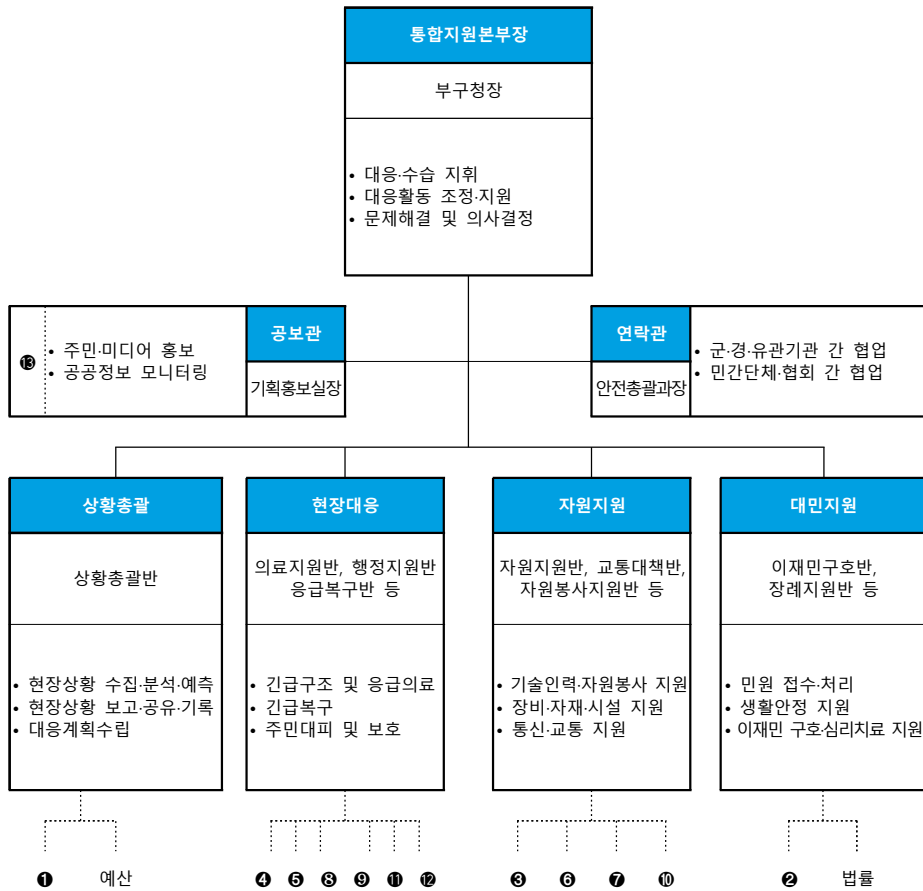 통합지원본부장
부구청장
• 대응·수습 지휘
• 대응활동 조정·지원
• 문제해결 및 의사결정
⓭
• 주민·미디어 홍보
• 공공정보 모니터링
공보관
기획홍보실장
연락관
안전총괄과장
• 군·경·유관기관 간 협업
• 민간단체·협회 간 협업
상황총괄
상황총괄반
• 현장상황 수집·분석·예측
• 현장상황 보고·공유·기록
• 대응계획수립
현장대응
의료지원반, 행정지원반
응급복구반 등
• 긴급구조 및 응급의료
• 긴급복구
• 주민대피 및 보호
자원지원
자원지원반, 교통대책반,
자원봉사지원반 등
• 기술인력·자원봉사 지원
• 장비·자재·시설 지원
• 통신·교통 지원
대민지원
이재민구호반,
장례지원반 등
• 민원 접수·처리
• 생활안정 지원
• 이재민 구호·심리치료 지원
❶ 예산
❹ ❺ ❽ ❾ ⓫ ⓬
❸ ❻ ❼ ❿
❷ 법률